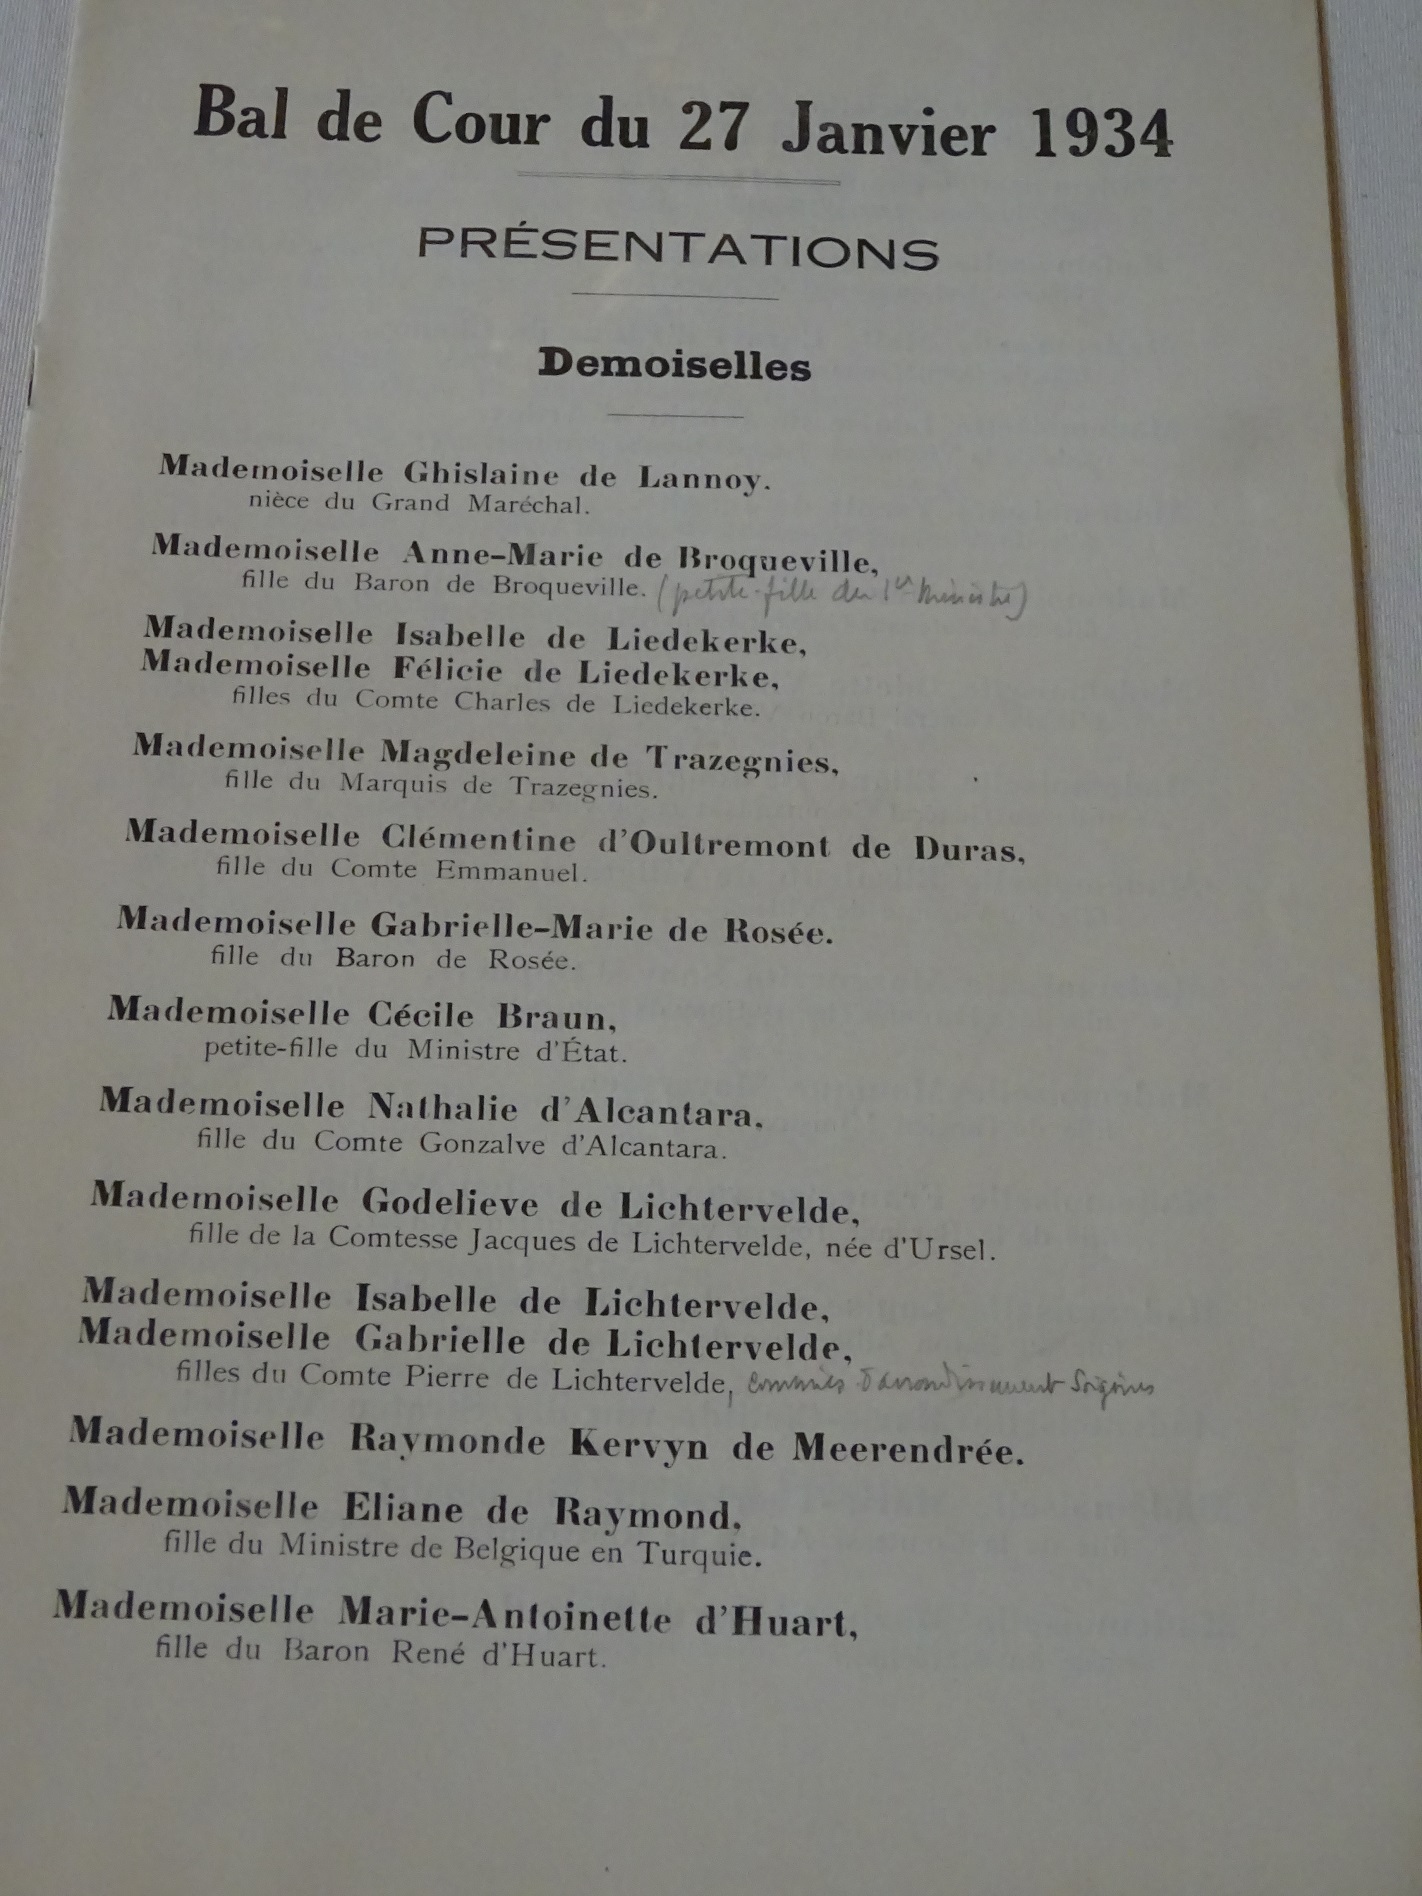 Bal de Cour du 27 Janvier 1934
PRÉSENTATIONS
Demoiselles
Mademoiselle Ghislaine de Lannoy.
nièce du Grand Maréchal.
Mademoiselle Anne-Marie de Broqueville,
fille du Baron de Broqueville. (petite-fille du 1er Ministre)
Mademoiselle Isabelle de Liedekerke,
Mademoiselle Félicie de Liedekerke,
filles du Comte Charles de Liedekerke.
Mademoiselle Magdeleine de Trazegnies,
fille du Marquis de Trazegnies.
Mademoiselle Clémentine d'Oultremont de Duras,
fille du Comte Emmanuel.
Mademoiselle Gabrielle-Marie de Rosée.
fille du Baron de Rosée.
Mademoiselle Cécile Braun,
petite-fille du Ministre d'État.
Mademoiselle Nathalie d'Alcantara.
fille du Comte Gonzalve d'Alcantara.
Mademoiselle Godelieve de Lichtervelde,
fille de la Comtesse Jacques de Lichtervelde, née d'Ursel.
Mademoiselle Isabelle de Lichtervelde,
Mademoiselle Gabrielle de Lichtervelde,
filles du Comte Pierre de Lichtervelde, d'arrondissement Soignies
Mademoiselle Raymonde Kervyn de Meerendrée.
Mademoiselle Eliane de Raymond.
fille du Ministre de Belgique en Turquie.
Mademoiselle Marie-Antoinette d'Huart,
fille du Baron René d'Huart.